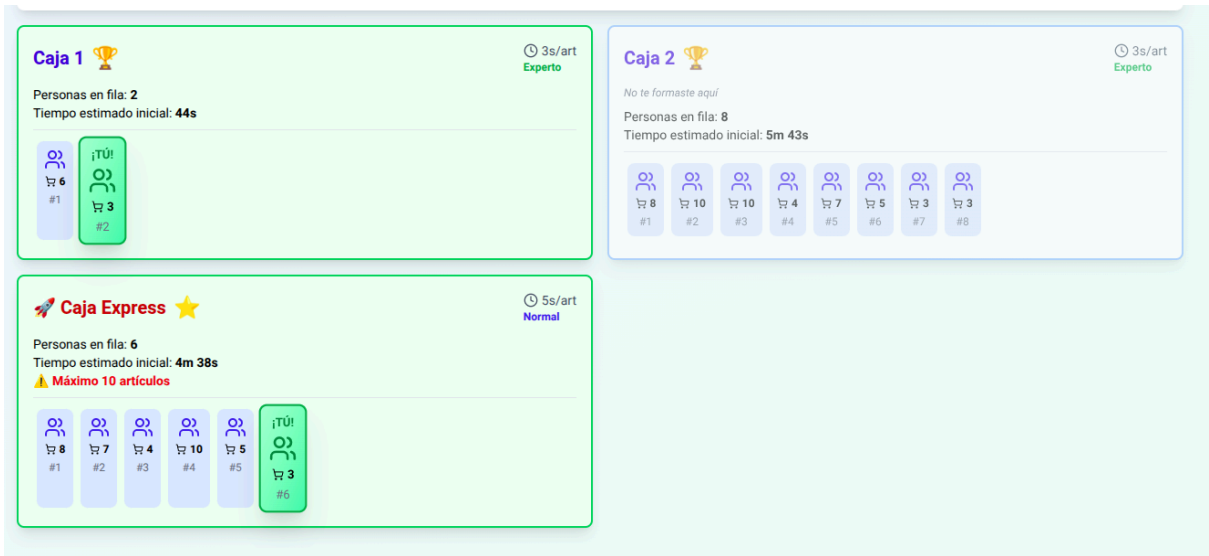 Caja 1 🏆
3s/art
Experto
Personas en fila: 2
Tiempo estimado inicial: 44s
6
#1
¡TÚ!
3
#2
Caja 2 🏆
3s/art
Experto
No te formaste aquí
Personas en fila: 8
Tiempo estimado inicial: 5m 43s
8
#1
10
#2
10
#3
4
#4
7
#5
5
#6
3
#7
3
#8
🚀 Caja Express ⭐
5s/art
Normal
Personas en fila: 6
Tiempo estimado inicial: 4m 38s
⚠️ Máximo 10 artículos
8
#1
7
#2
4
#3
10
#4
5
#5
¡TÚ!
3
#6